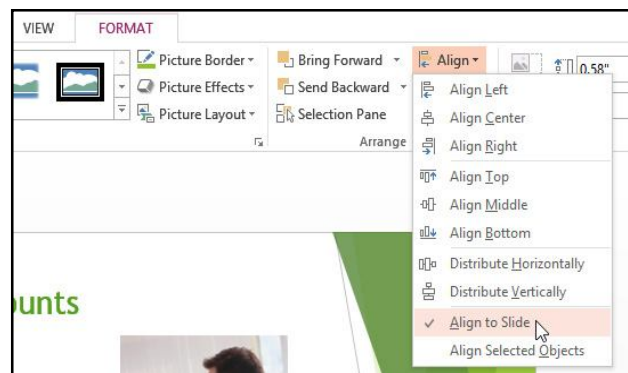 VIEW FORMAT
Picture Border
Picture Effects
Picture Layout
Bring Forward
Send Backward
Selection Pane
Arrange
Align
0.58"
Align Left
Align Center
Align Right
Align Top
Align Middle
Align Bottom
Distribute Horizontally
Distribute Vertically
Align to Slide
Align Selected Objects
ounts